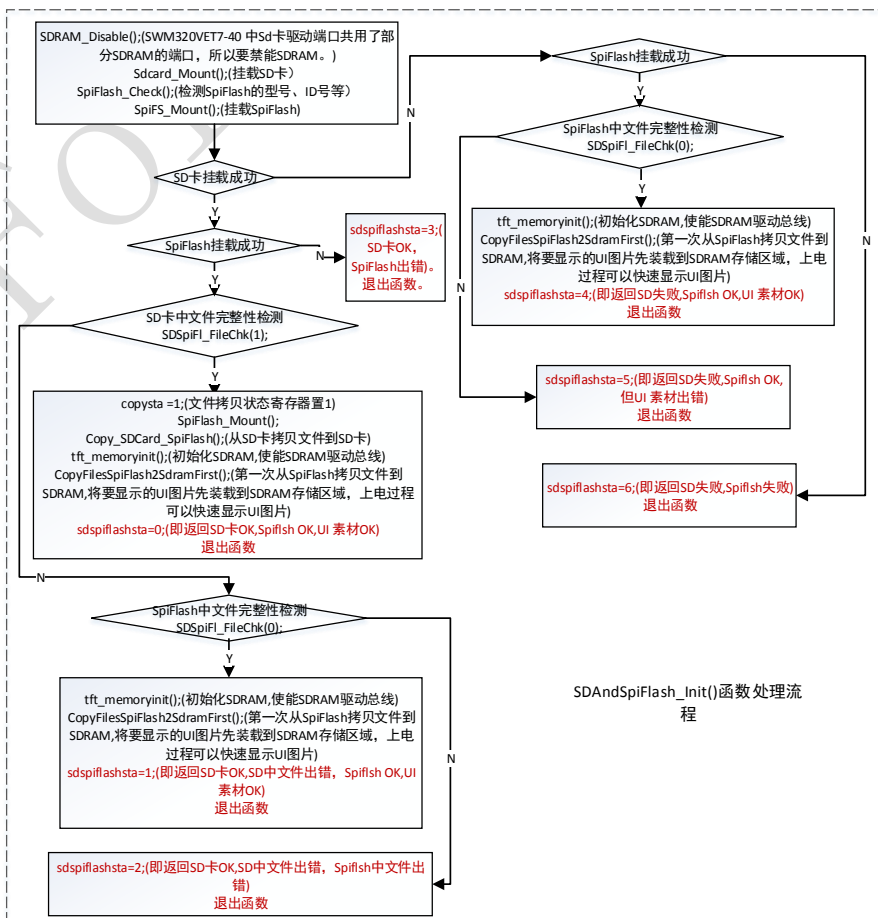 SDRAM_Disable();(SWM320VET7-40 中Sd卡驱动端口共用了部
分SDRAM的端口，所以要禁能SDRAM。)
Sdcard_Mount();(挂载SD卡)
SpiFlash_Check();(检测SpiFlash的型号、ID号等)
SpiFS_Mount();(挂载SpiFlash)
SD卡挂载成功
N
Y
SpiFlash挂载成功
N
sdspiflashsta=3;(
SD卡OK，
SpiFlash出错)。
退出函数。
Y
SD卡中文件完整性检测
SDSpiFl_FileChk(1);
Y
copysta =1;(文件拷贝状态寄存器置1)
SpiFlash_Mount();
Copy_SDCard_SpiFlash();(从SD卡拷贝文件到SD卡)
tft_memoryinit();(初始化SDRAM,使能SDRAM驱动总线)
CopyFilesSpiFlash2SdramFirst();(第一次从SpiFlash拷贝文件到
SDRAM,将要显示的UI图片先装载到SDRAM存储区域，上电过程
可以快速显示UI图片)
sdspiflashsta=0;(即返回SD卡OK,Spiflsh OK,UI 素材OK)
退出函数
N
SpiFlash中文件完整性检测
SDSpiFl_FileChk(0);
Y
N
tft_memoryinit();(初始化SDRAM,使能SDRAM驱动总线)
CopyFilesSpiFlash2SdramFirst();(第一次从SpiFlash拷贝文件到
SDRAM,将要显示的UI图片先装载到SDRAM存储区域，上电
过程可以快速显示UI图片)
sdspiflashsta=1;(即返回SD卡OK,SD中文件出错，Spiflsh OK,UI
素材OK)
退出函数
sdspiflashsta=2;(即返回SD卡OK,SD中文件出错，Spiflsh中文件出
错)
退出函数
SpiFlash挂载成功
Y
N
SpiFlash中文件完整性检测
SDSpiFl_FileChk(0);
Y
N
tft_memoryinit();(初始化SDRAM,使能SDRAM驱动总线)
CopyFilesSpiFlash2SdramFirst();(第一次从SpiFlash拷贝文件到
SDRAM,将要显示的UI图片先装载到SDRAM存储区域，上电
过程可以快速显示UI图片)
sdspiflashsta=4;(即返回SD失败,Spiflsh OK,UI 素材OK)
退出函数
sdspiflashsta=5;(即返回SD失败,Spiflsh OK,
但UI 素材出错)
退出函数
sdspiflashsta=6;(即返回SD失败,Spiflsh失败)
退出函数
SDAndSpiFlash_Init()函数处理流
程